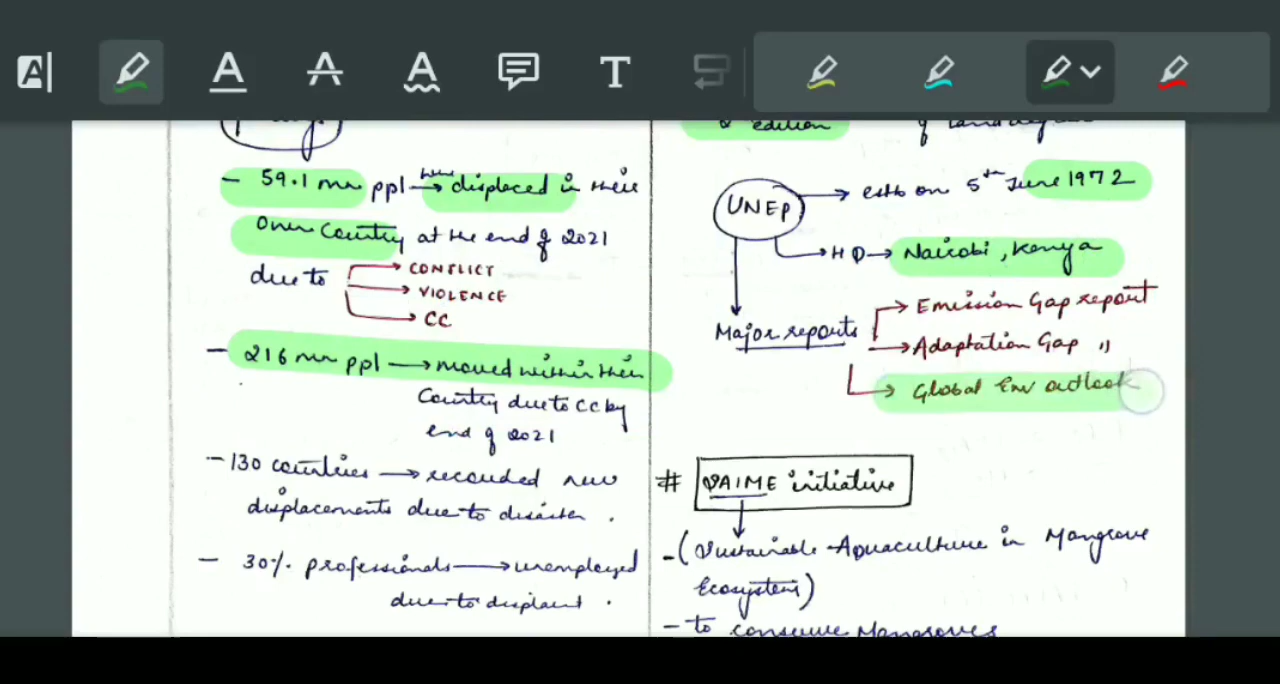 - 59.1 mn ppl → were displaced in their
own country at the end of 2021
due to → CONFLICT
→ VIOLENCE
→ CC
- 216 mn ppl → moved within their
country due to CC by
end of 2021
- 130 countries → recorded new
displacements due to disaster.
- 30% professionals → unemployed
due to
edition
UNEP → estb on 5th June 1972
→ HQ → Nairobi, Kenya
Major reports → Emission Gap report
→ Adaptation Gap "
→ Global Env outlook
# SAIME initiative
- (Sustainable Aquaculture in Mangrove
Ecosystem)
- to conserve Mangroves